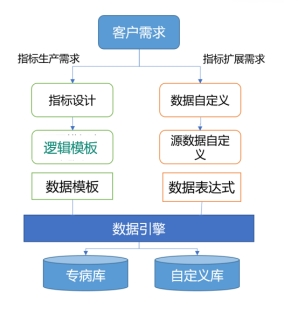 客户需求
指标生产需求
指标扩展需求
指标设计
数据自定义
逻辑模板
源数据自定
义
数据模板
数据表达式
数据引擎
专病库
自定义库